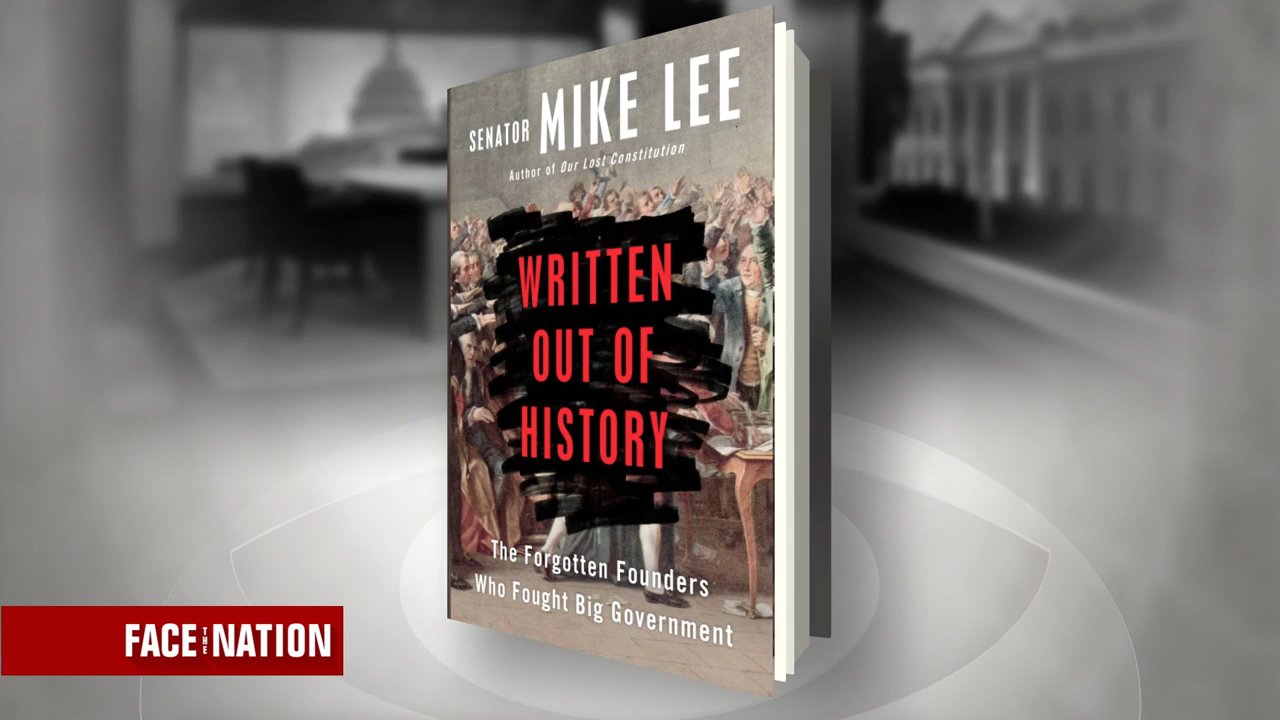 SENATOR MIKE LEE
Author of Our Lost Constitution
WRITTEN
OUT OF
HISTORY
The Forgotten Founders
Who Fought Big Government
FACE THE NATION